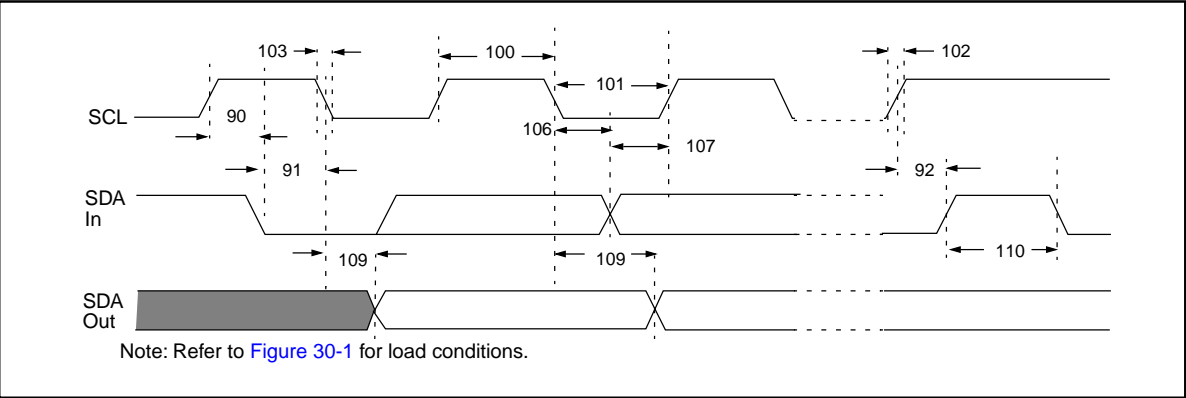 103
100
102
101
SCL
90
106
107
91
92
SDA
In
109
109
110
SDA
Out
Note: Refer to Figure 30-1 for load conditions.